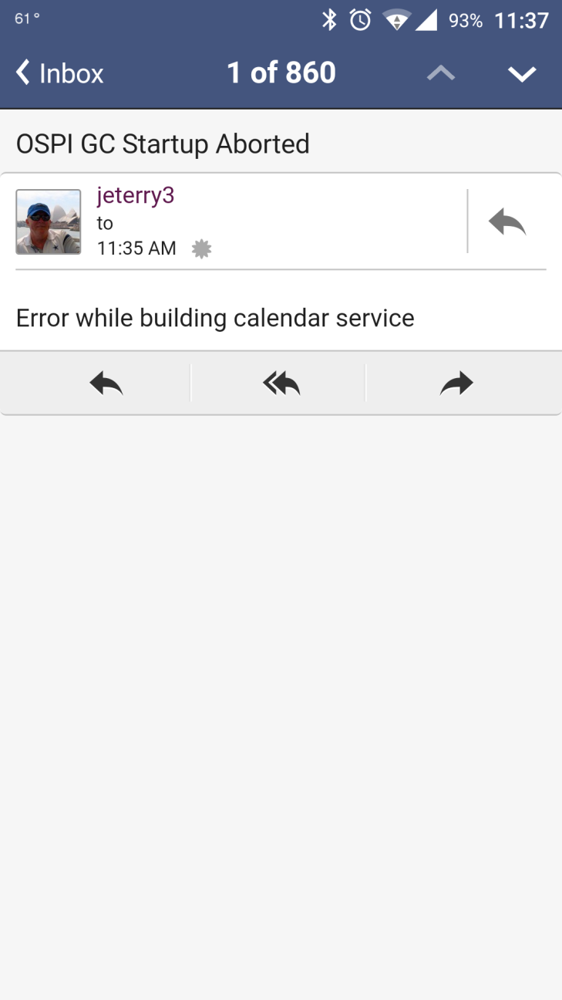 61° 93% 11:37
Inbox 1 of 860
OSPI GC Startup Aborted
jeterry3
to
11:35 AM
Error while building calendar service